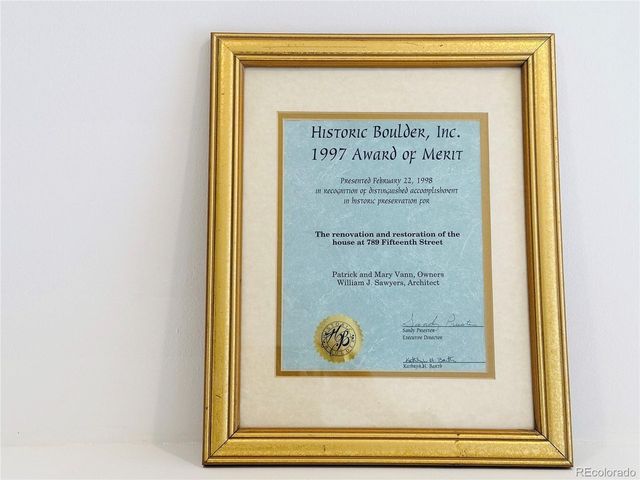 Historic Boulder, Inc.
1997 Award of Merit
Presented February 22, 1998
in recognition of distinguished accomplishment
in historic preservation for
The renovation and restoration of the
house at 789 Fifteenth Street
Patrick and Mary Vann, Owners
William J. Sawyers, Architect
Executive Director
HB
REcolorado